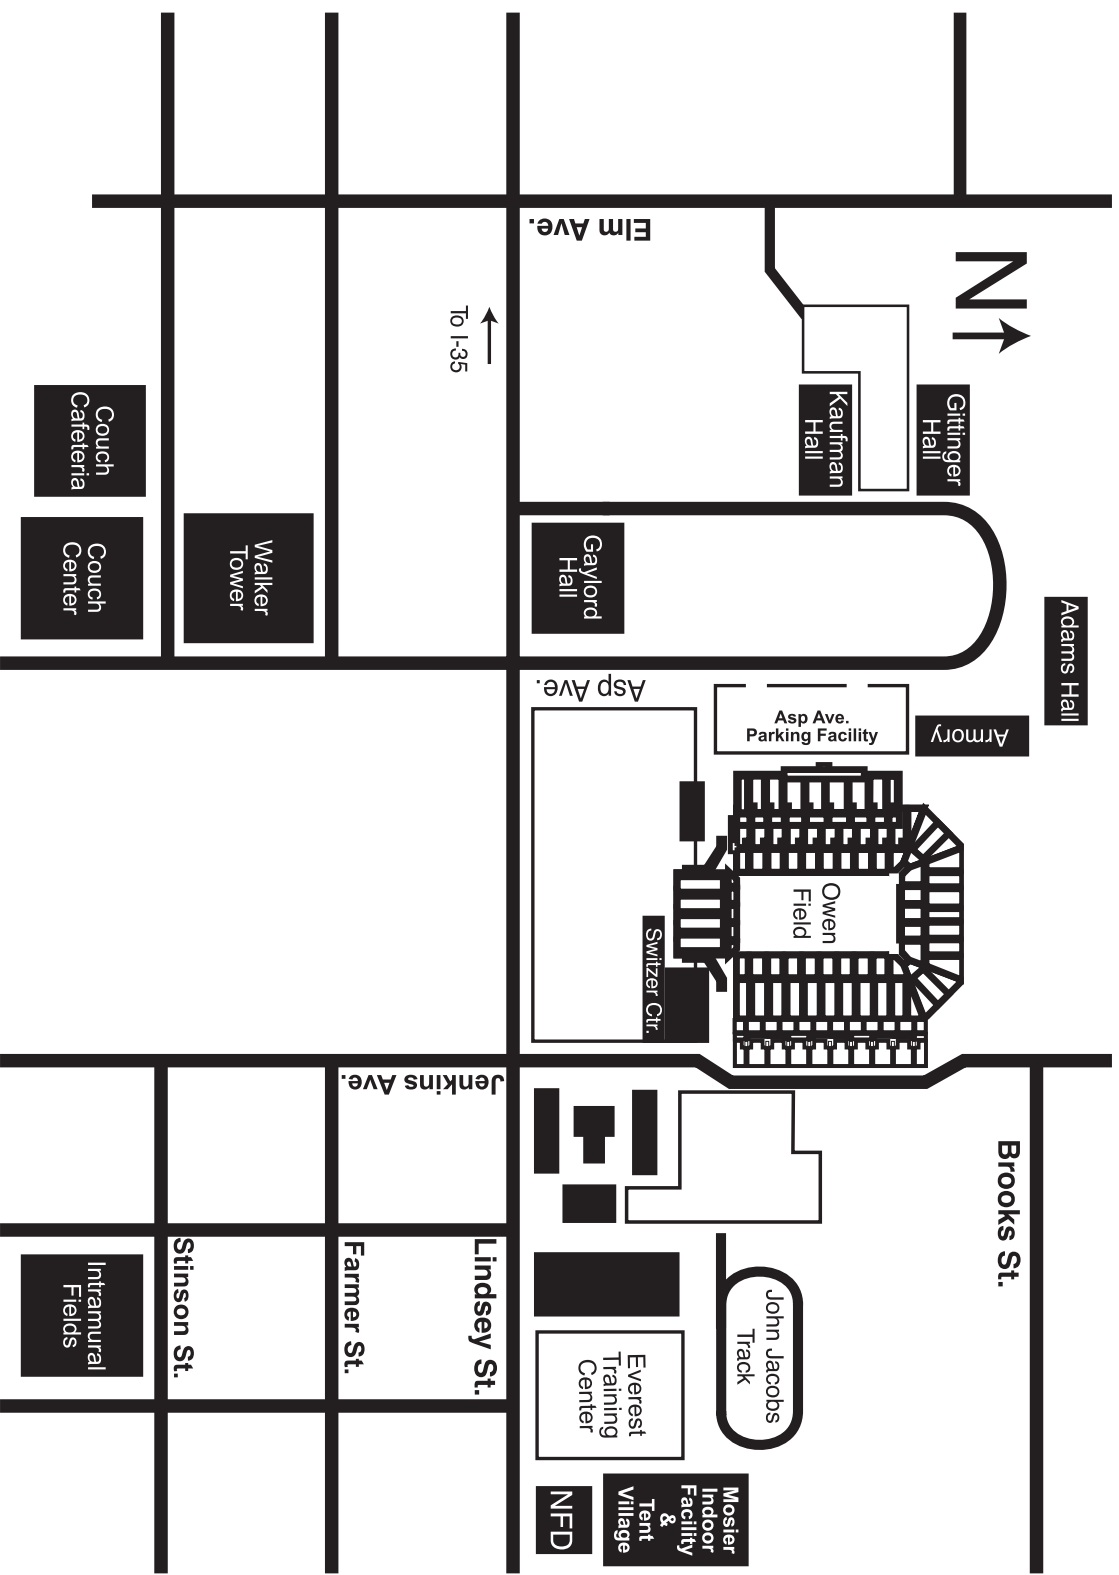 Elm Ave.
N
To I-35
Gittinger
Hall
Kaufman
Hall
Couch
Cafeteria
Couch
Center
Walker
Tower
Gaylord
Hall
Adams Hall
Asp Ave.
Asp Ave.
Parking Facility
Armory
Owen
Field
Switzer Ctr.
Jenkins Ave.
Brooks St.
Lindsey St.
Farmer St.
Stinson St.
Intramural
Fields
John Jacobs
Track
Everest
Training
Center
Mosier
Indoor
Facility
&
Tent
Village
NFD